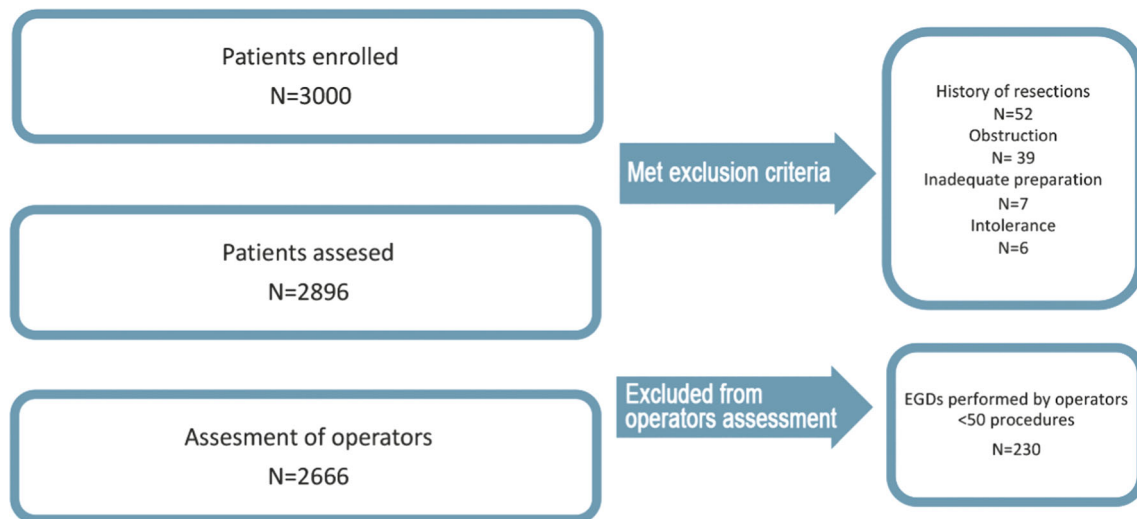 Patients enrolled
N=3000
Met exclusion criteria
History of resections
N=52
Obstruction
N= 39
Inadequate preparation
N=7
Intolerance
N=6
Patients assesed
N=2896
Excluded from
operators assessment
EGDs performed by operators
<50 procedures
N=230
Assesment of operators
N=2666